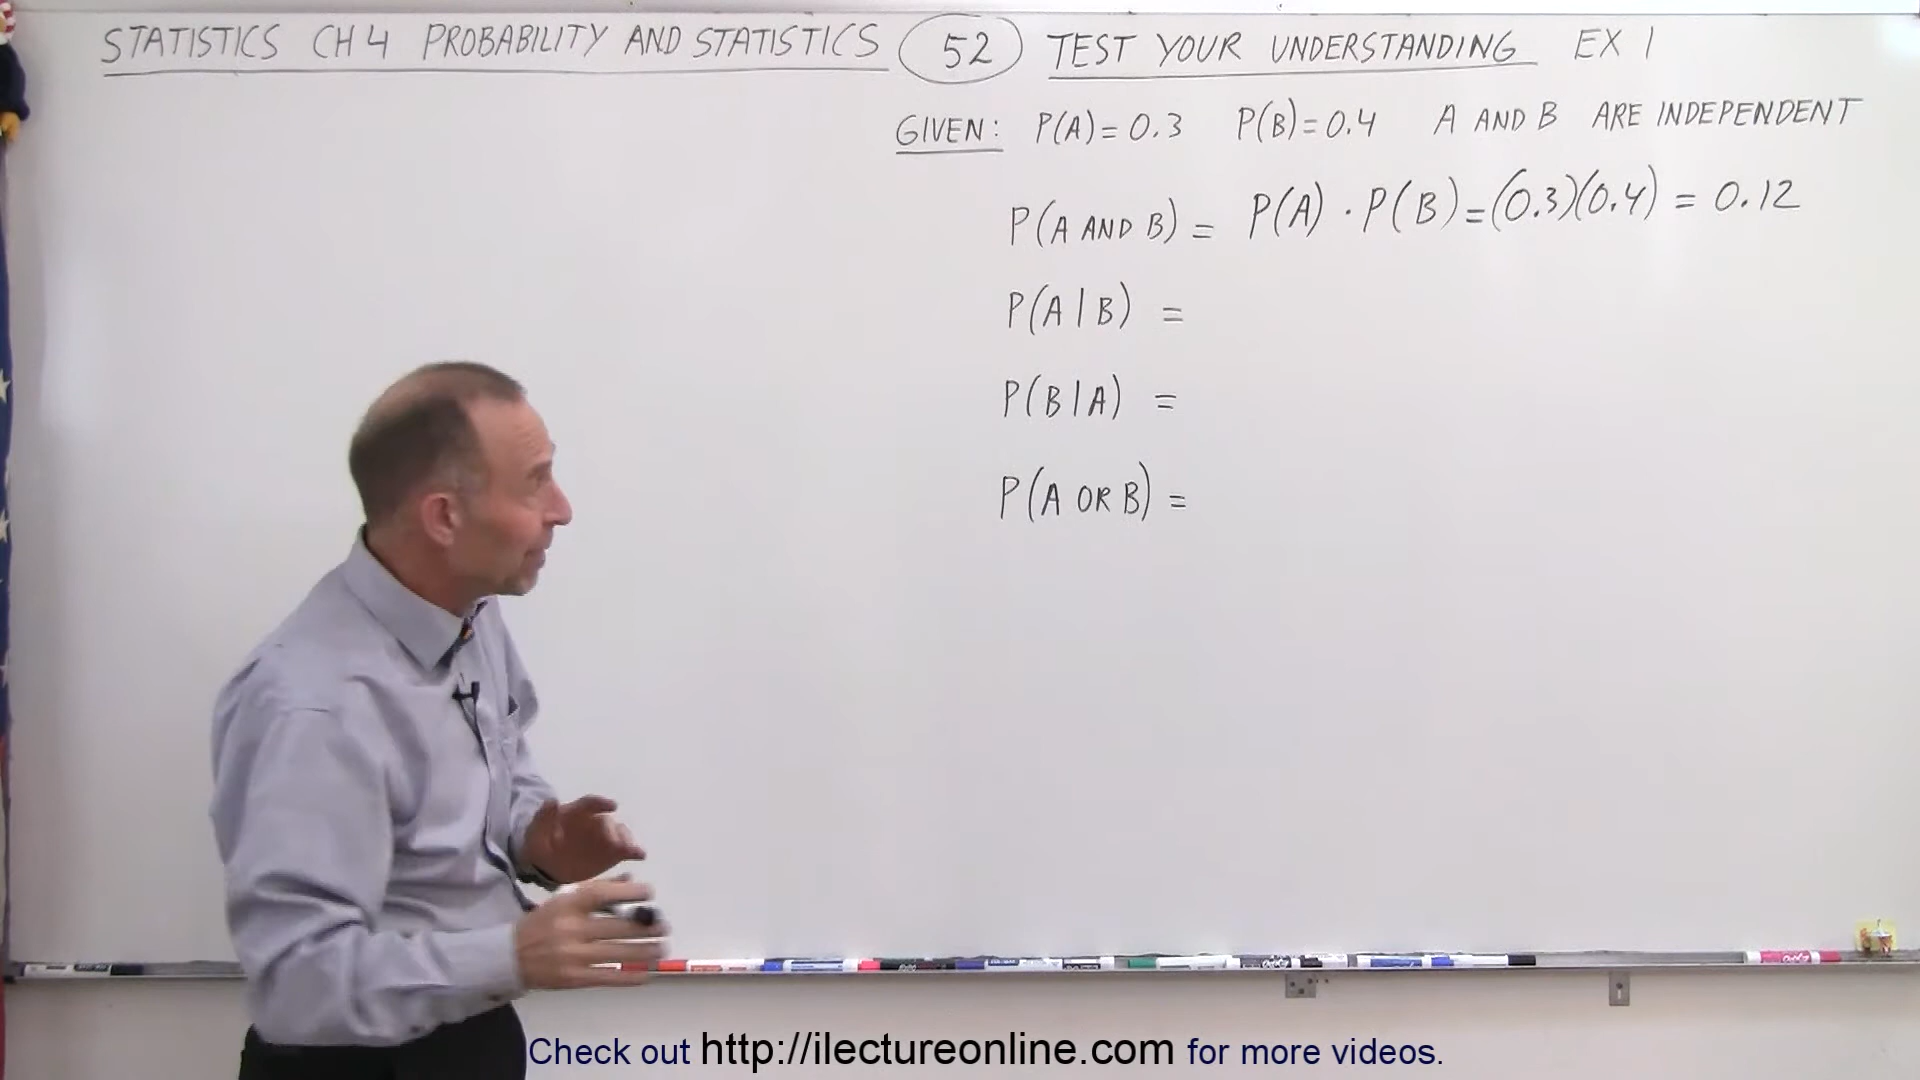 STATISTICS CH 4 PROBABILITY AND STATISTICS 52 TEST YOUR UNDERSTANDING EX 1
GIVEN: P(A) = 0.3 P(B) = 0.4 A AND B ARE INDEPENDENT
P(A AND B) = P(A) · P(B) = (0.3)(0.4) = 0.12
P(A | B) =
P(B | A) =
P(A OR B) =
Check out http://ilectureonline.com for more videos.